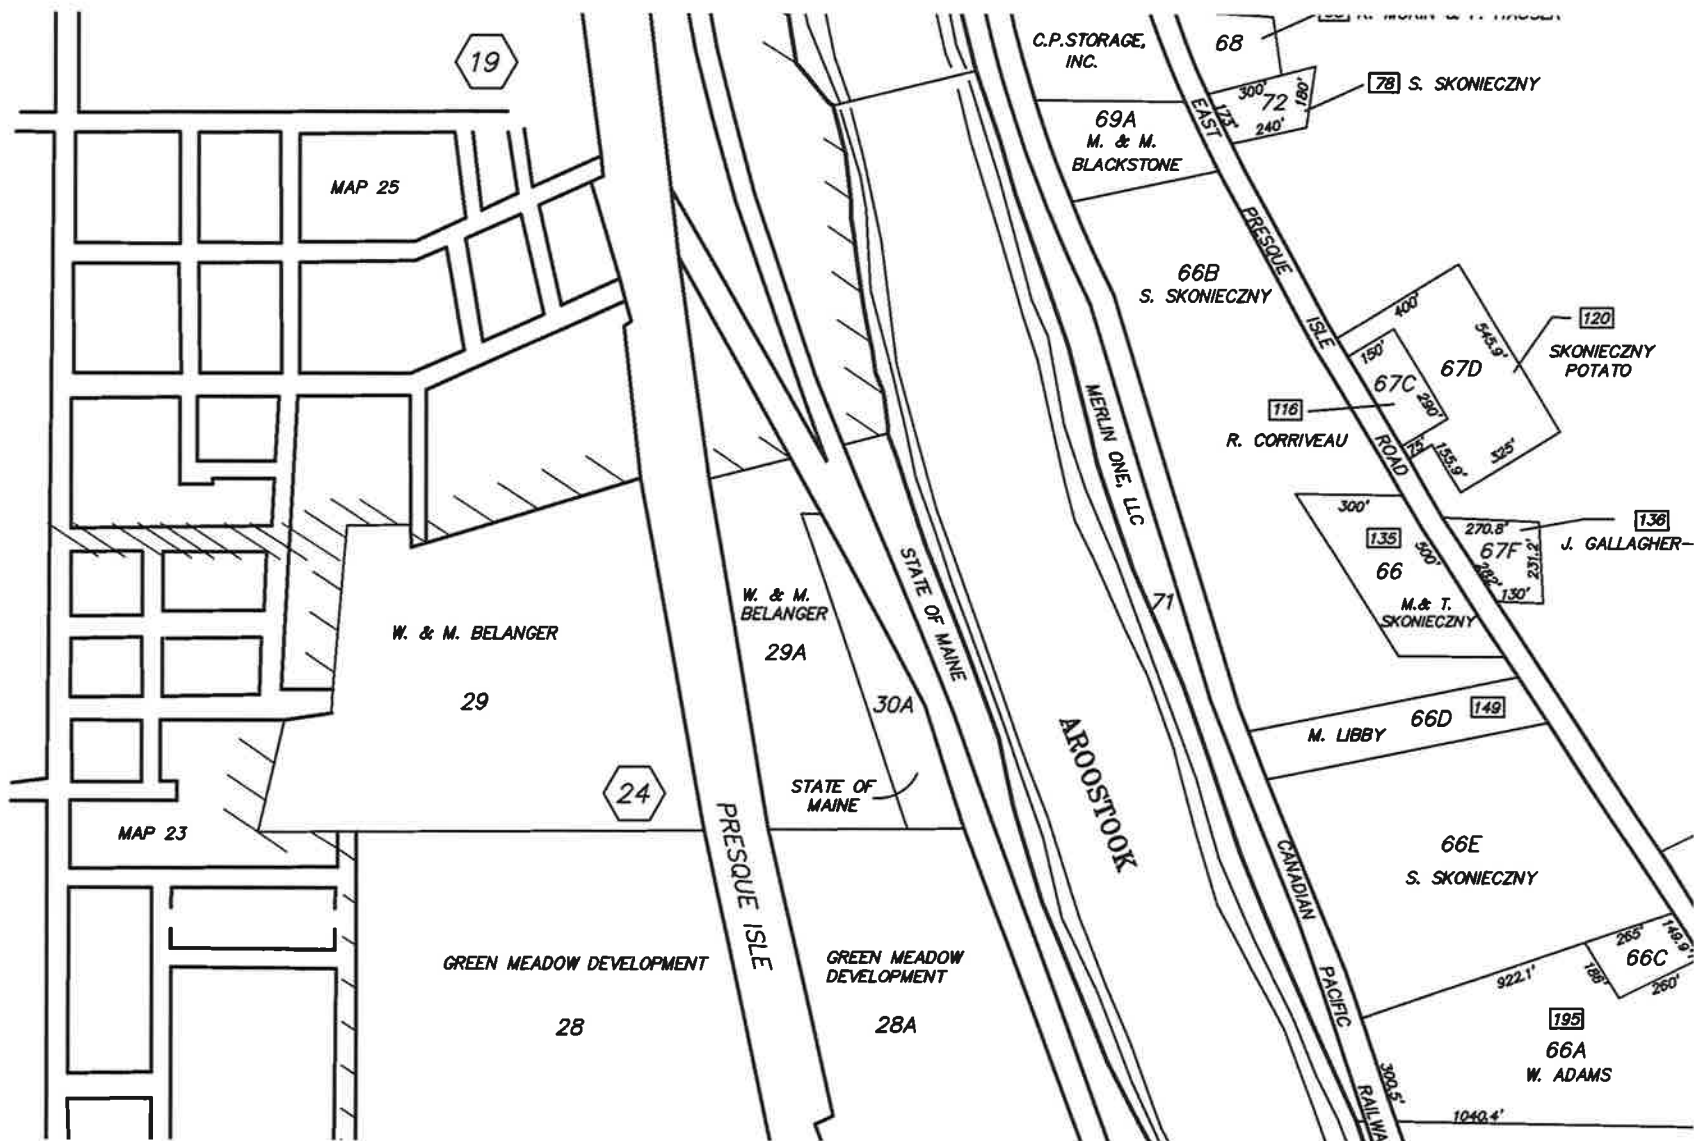 19
C.P.STORAGE,
INC.
68
78 S. SKONIECZNY
300'
72
180'
173'
240'
EAST
PRESQUE
ISLE
ROAD
69A
M. & M.
BLACKSTONE
MAP 25
66B
S. SKONIECZNY
400'
545.9'
120
SKONIECZNY
POTATO
150'
67D
67C
290'
116
R. CORRIVEAU
75'
155.9'
325'
MERLIN ONE, LLC
300'
135
500'
66
M.& T.
SKONIECZNY
270.8'
67F
231.2'
282'
130'
136
J. GALLAGHER-
STATE OF MAINE
71
W. & M.
BELANGER
29A
W. & M. BELANGER
29
30A
66D
149
M. LIBBY
24
STATE OF
MAINE
AROOSTOOK
MAP 23
PRESQUE ISLE
CANADIAN
PACIFIC
66E
S. SKONIECZNY
265'
149.9'
66C
186'
260'
922.1'
GREEN MEADOW DEVELOPMENT
28
GREEN MEADOW
DEVELOPMENT
28A
195
66A
W. ADAMS
300.5'
1040.4'